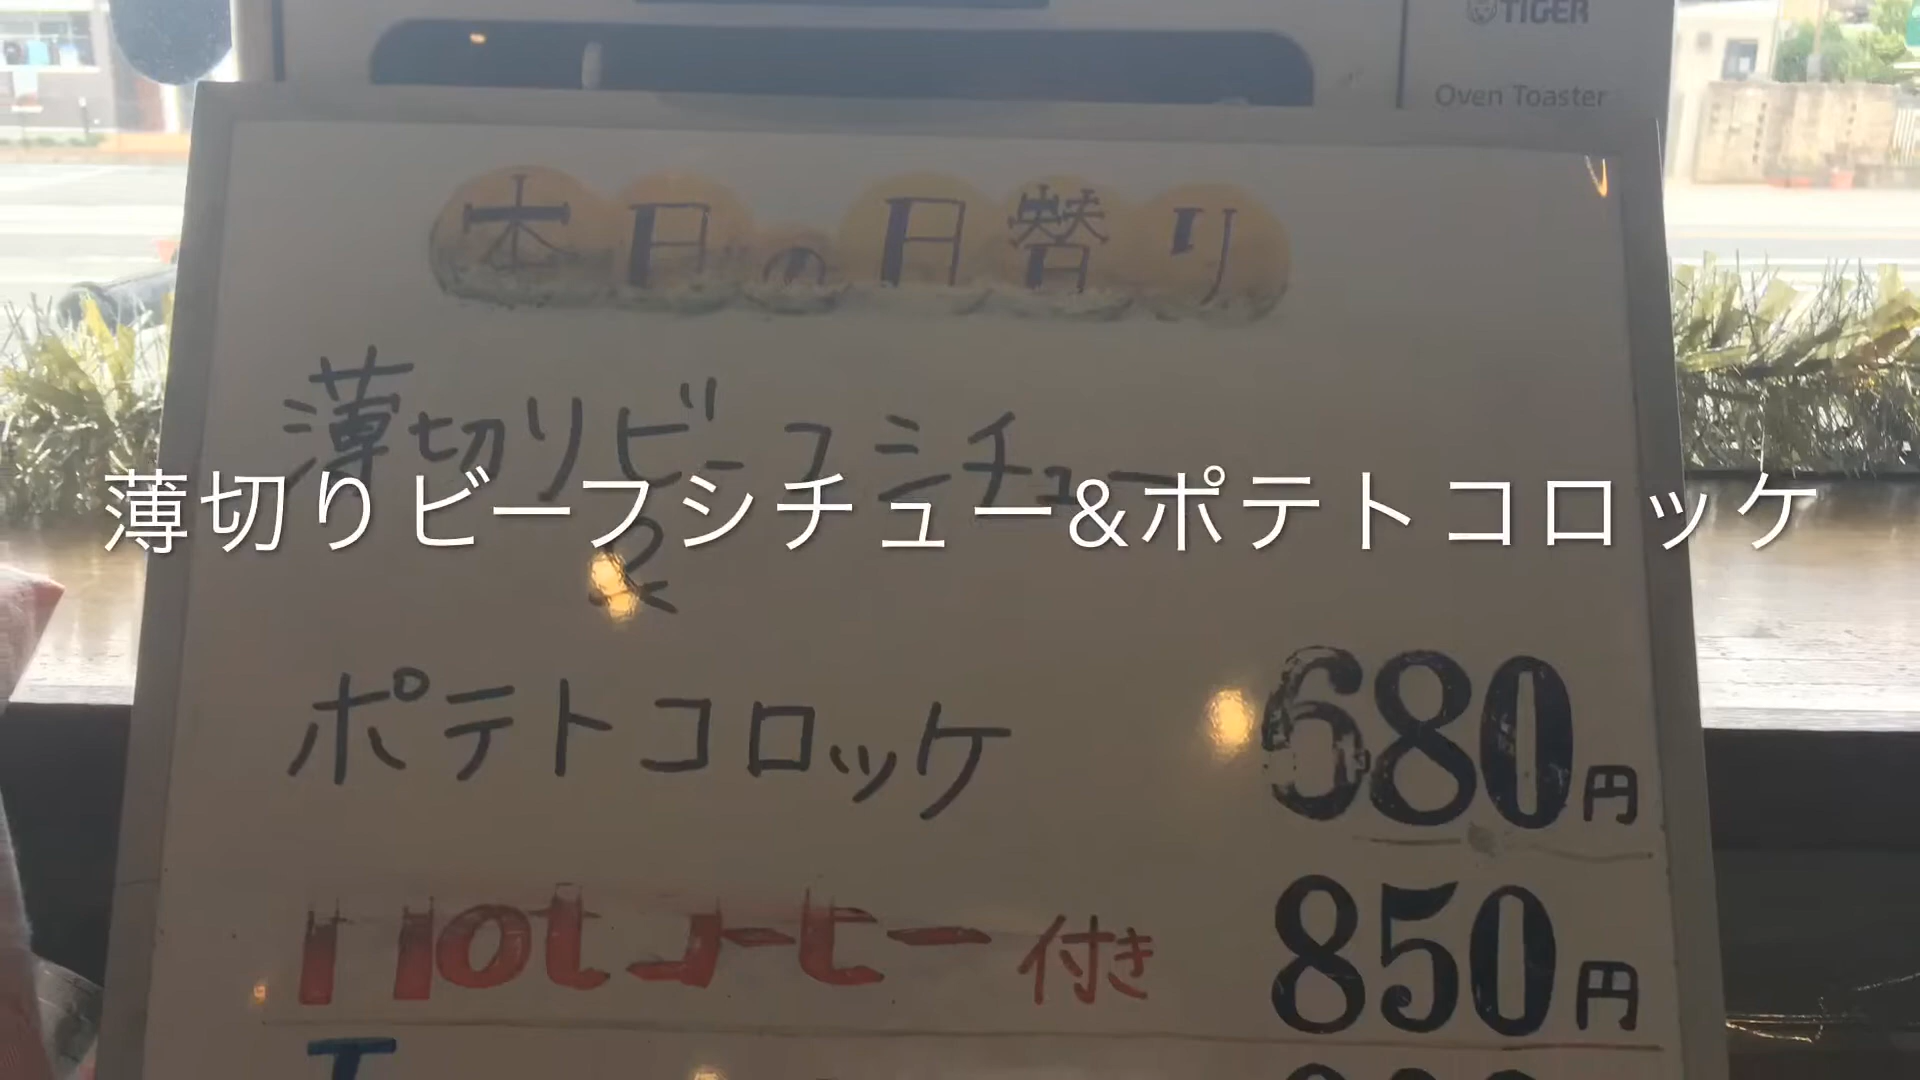 TIGER
Oven Toaster
本日の日替り
薄切りビーフシチュー
薄切りビーフシチュー&ポテトコロッケ
&
ポテトコロッケ 680円
Hotコーヒー付き 850円